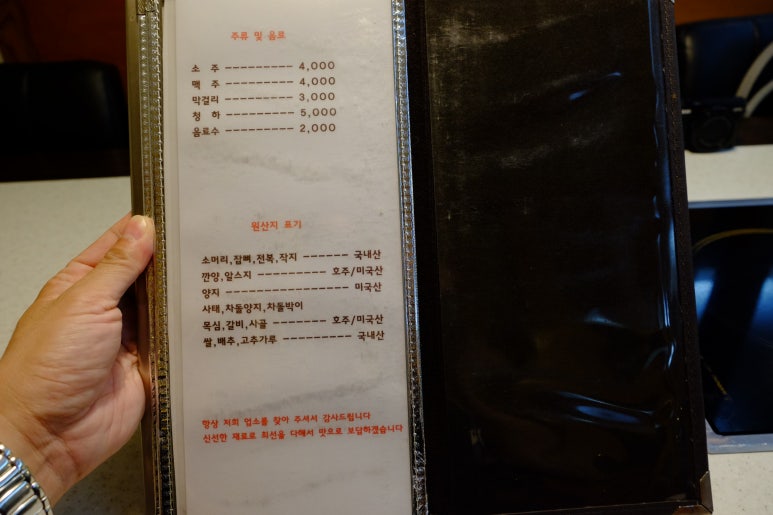 주류 및 음료
소 주 ---------- 4,000
맥 주 ---------- 4,000
막걸리 ---------- 3,000
청 하 ---------- 5,000
음료수 ---------- 2,000
원산지 표기
소머리,잡뼈,전복,작지 ------ 국내산
깐양,알스지 --------- 호주/미국산
양지 ------------------ 미국산
사태,차돌양지,차돌박이
목심,갈비,사골 ------- 호주/미국산
쌀,배추,고추가루 --------- 국내산
항상 저희 업소를 찾아 주셔서 감사드립니다
신선한 재료로 최선을 다해서 맛으로 보답하겠습니다